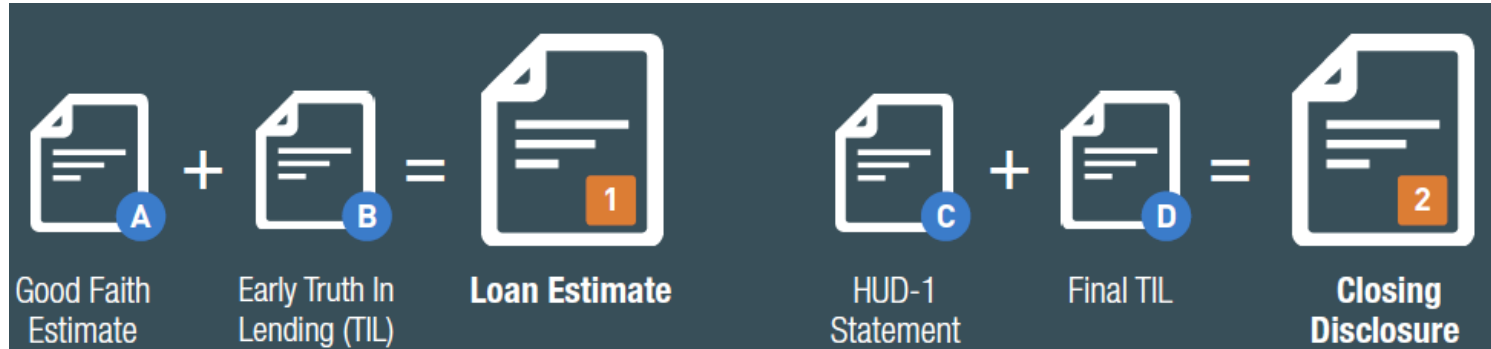 A + B = 1 C + D = 2
Good Faith Early Truth In Loan Estimate HUD-1 Final TIL Closing
Estimate Lending (TIL) Statement Disclosure